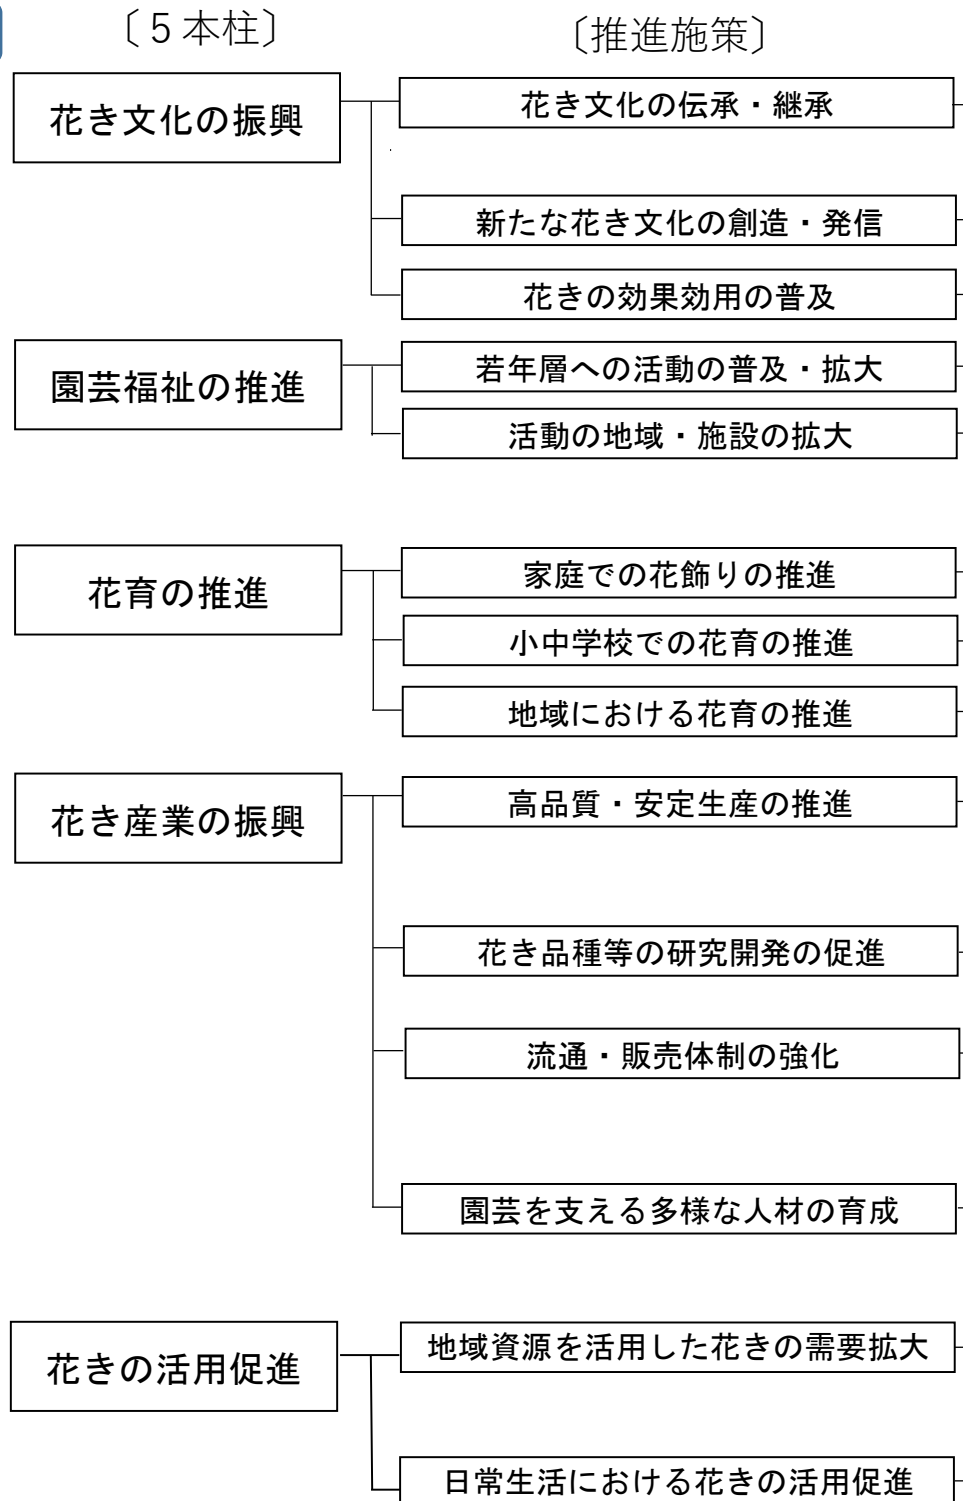 〔５本柱〕
〔推進施策〕
花き文化の振興
花き文化の伝承・継承
新たな花き文化の創造・発信
花きの効果効用の普及
園芸福祉の推進
若年層への活動の普及・拡大
活動の地域・施設の拡大
花育の推進
家庭での花飾りの推進
小中学校での花育の推進
地域における花育の推進
花き産業の振興
高品質・安定生産の推進
花き品種等の研究開発の促進
流通・販売体制の強化
園芸を支える多様な人材の育成
花きの活用促進
地域資源を活用した花きの需要拡大
日常生活における花きの活用促進